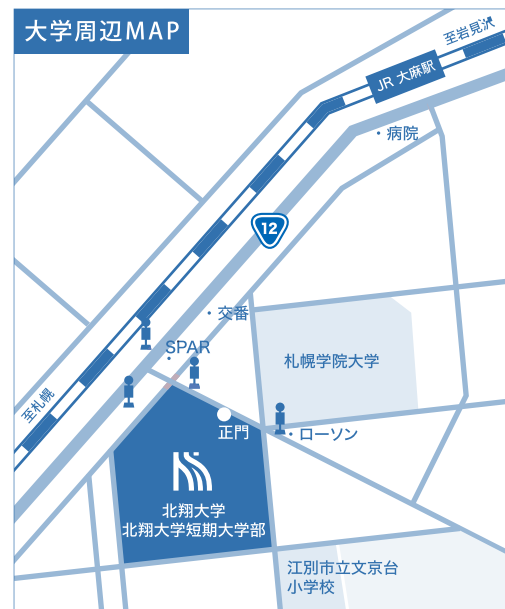 大学周辺MAP
至岩見沢
JR 大麻駅
・病院
12
・交番
SPAR
札幌学院大学
至札幌
正門
・ローソン
北翔大学
北翔大学短期大学部
江別市立文京台
小学校